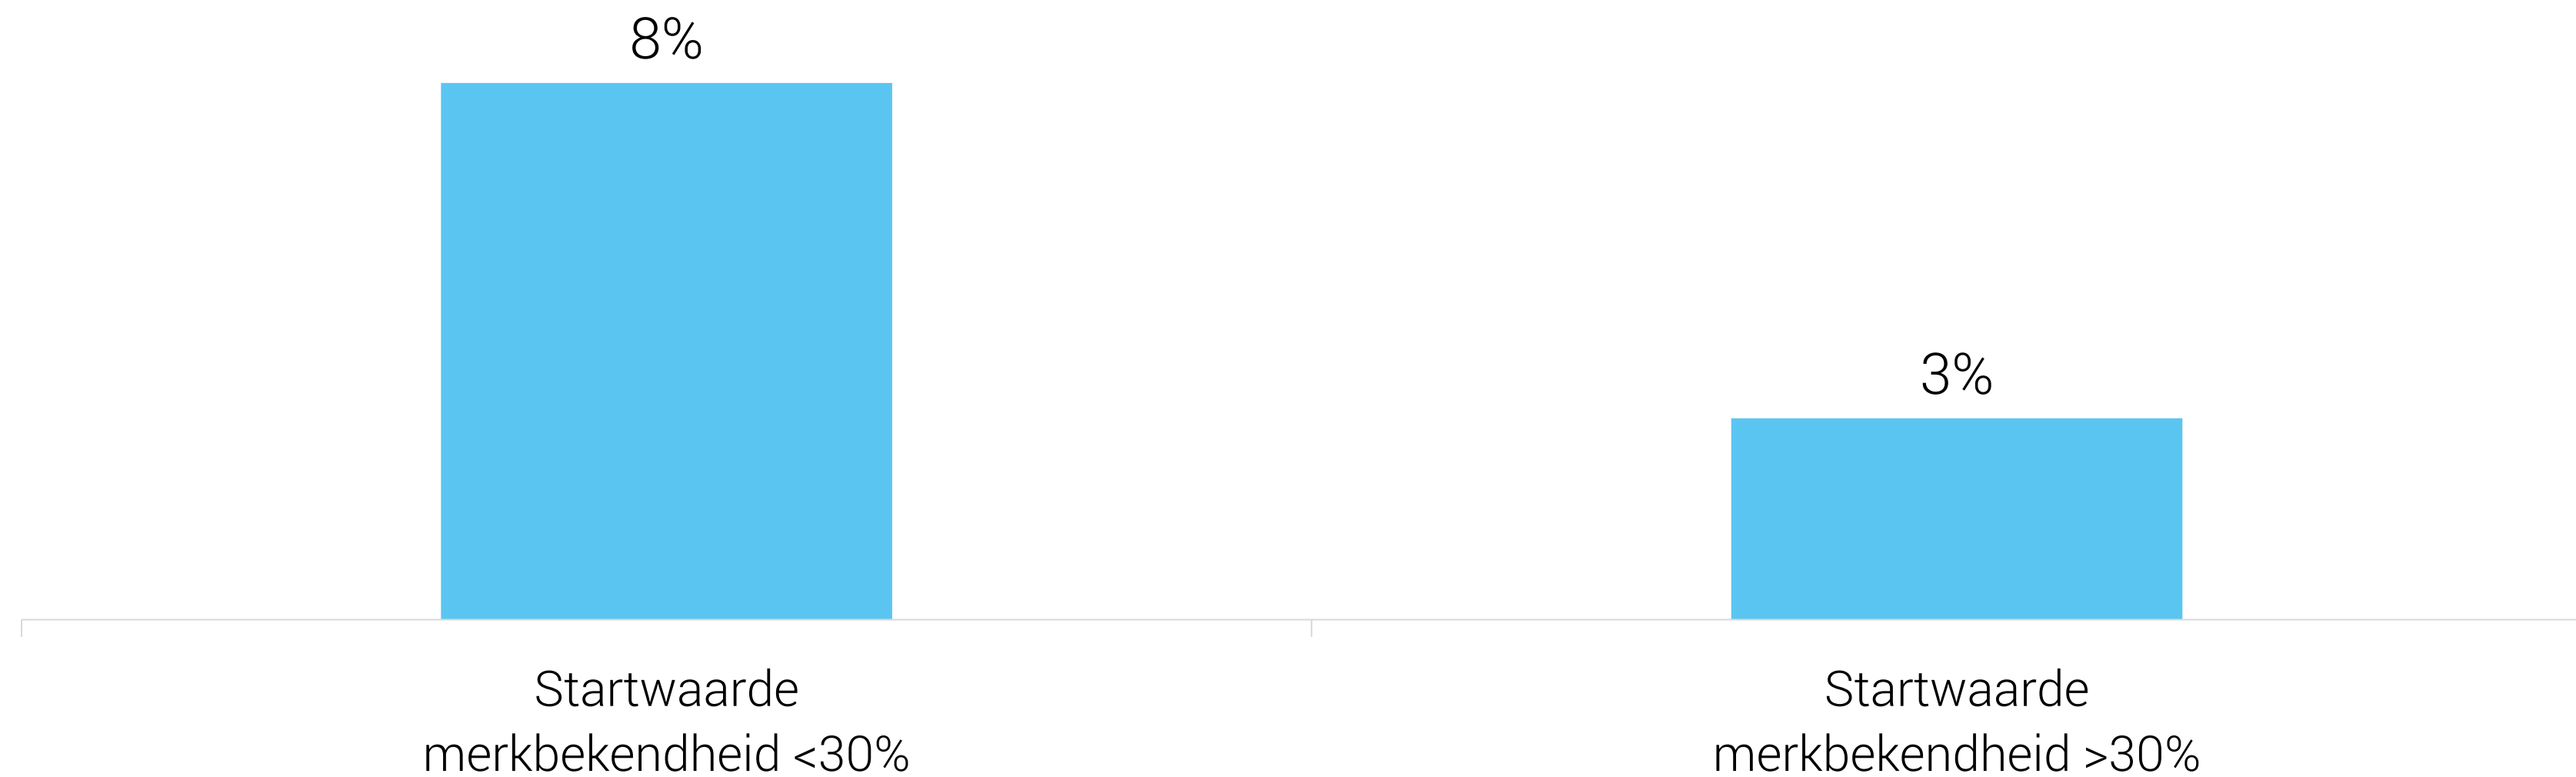 8%
3%
Startwaarde
merkbekendheid <30%
Startwaarde
merkbekendheid >30%